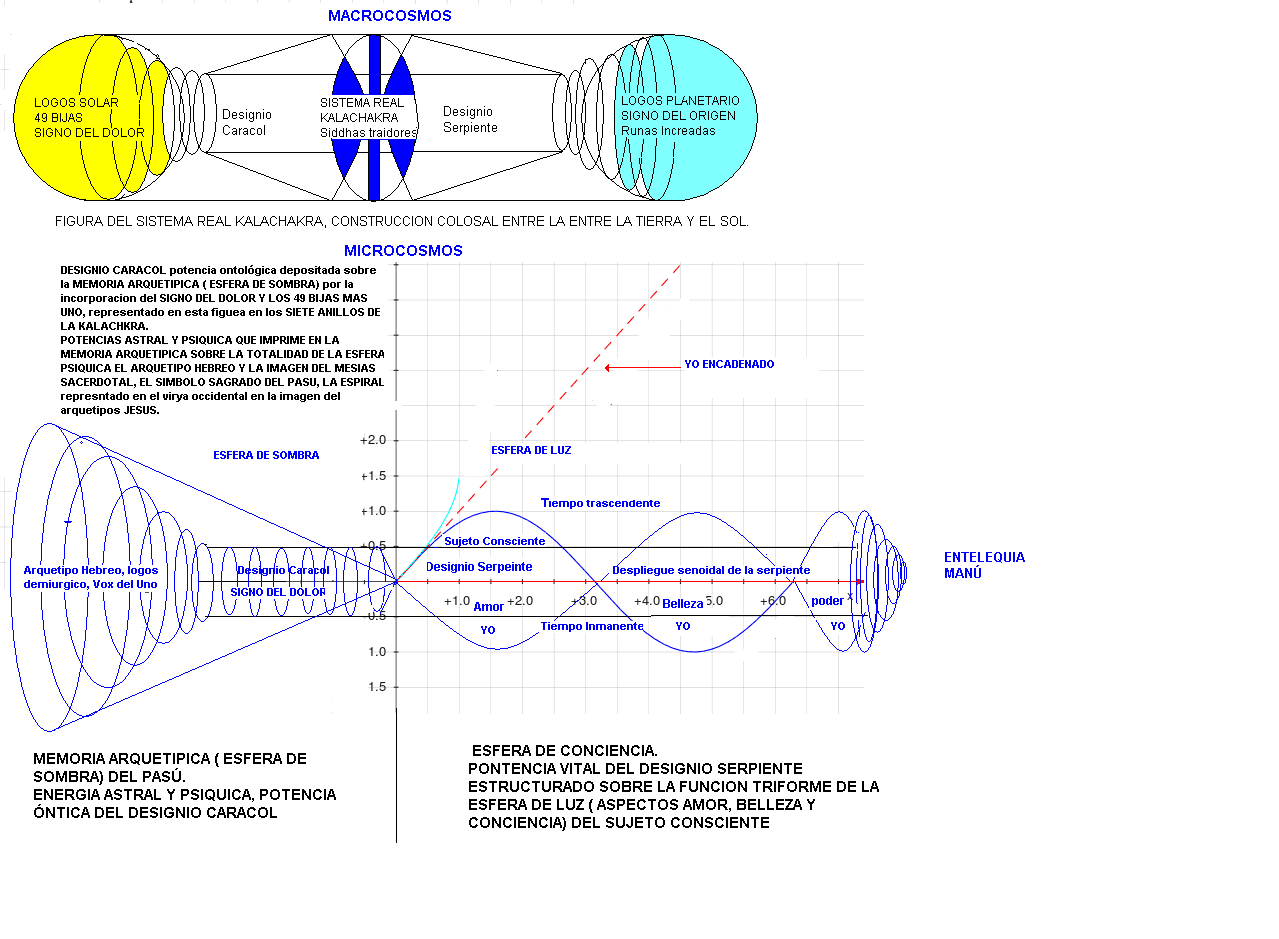 MACROCOSMOS
LOGOS SOLAR
49 BIJAS
SIGNO DEL DOLOR
Designio
Caracol
SISTEMA REAL
KALACHAKRA
Siddhas traidores
Designio
Serpiente
LOGOS PLANETARIO
SIGNO DEL ORIGEN
Runas Increadas
FIGURA DEL SISTEMA REAL KALACHAKRA, CONSTRUCCION COLOSAL ENTRE LA ENTRE LA TIERRA Y EL SOL.
MICROCOSMOS
DESIGNIO CARACOL potencia ontológica depositada sobre
la MEMORIA ARQUETIPICA ( ESFERA DE SOMBRA) por la
incorporacion del SIGNO DEL DOLOR Y LOS 49 BIJAS MAS
UNO, representado en esta figuea en los SIETE ANILLOS DE
LA KALACHKRA.
POTENCIAS ASTRAL Y PSIQUICA QUE IMPRIME EN LA
MEMORIA ARQUETIPICA SOBRE LA TOTALIDAD DE LA ESFERA
PSIQUICA EL ARQUETIPO HEBREO Y LA IMAGEN DEL MESIAS
SACERDOTAL, EL SIMBOLO SAGRADO DEL PASU, LA ESPIRAL
represntado en el virya occidental en la imagen del
arquetipos JESUS.
YO ENCADENADO
+2.0
ESFERA DE SOMBRA
ESFERA DE LUZ
+1.5
Tiempo trascendente
+1.0
+0.5
Sujeto Consciente
Arquetipo Hebreo, logos
demiurgico, Vox del Uno
Designio Caracol
SIGNO DEL DOLOR
Designio Serpeinte
Despliegue senoidal de la serpiente
ENTELEQUIA
MANÚ
+1.0 +2.0 +3.0 +4.0 5.0 +6.0
x
Amor
Belleza
poder
-0.5
YO
Tiempo Inmanente
YO
YO
1.0
1.5
MEMORIA ARQUETIPICA ( ESFERA DE
SOMBRA) DEL PASÚ.
ENERGIA ASTRAL Y PSIQUICA, POTENCIA
ÓNTICA DEL DESIGNIO CARACOL
ESFERA DE CONCIENCIA.
PONTENCIA VITAL DEL DESIGNIO SERPIENTE
ESTRUCTURADO SOBRE LA FUNCION TRIFORME DE LA
ESFERA DE LUZ ( ASPECTOS AMOR, BELLEZA Y
CONCIENCIA) DEL SUJETO CONSCIENTE